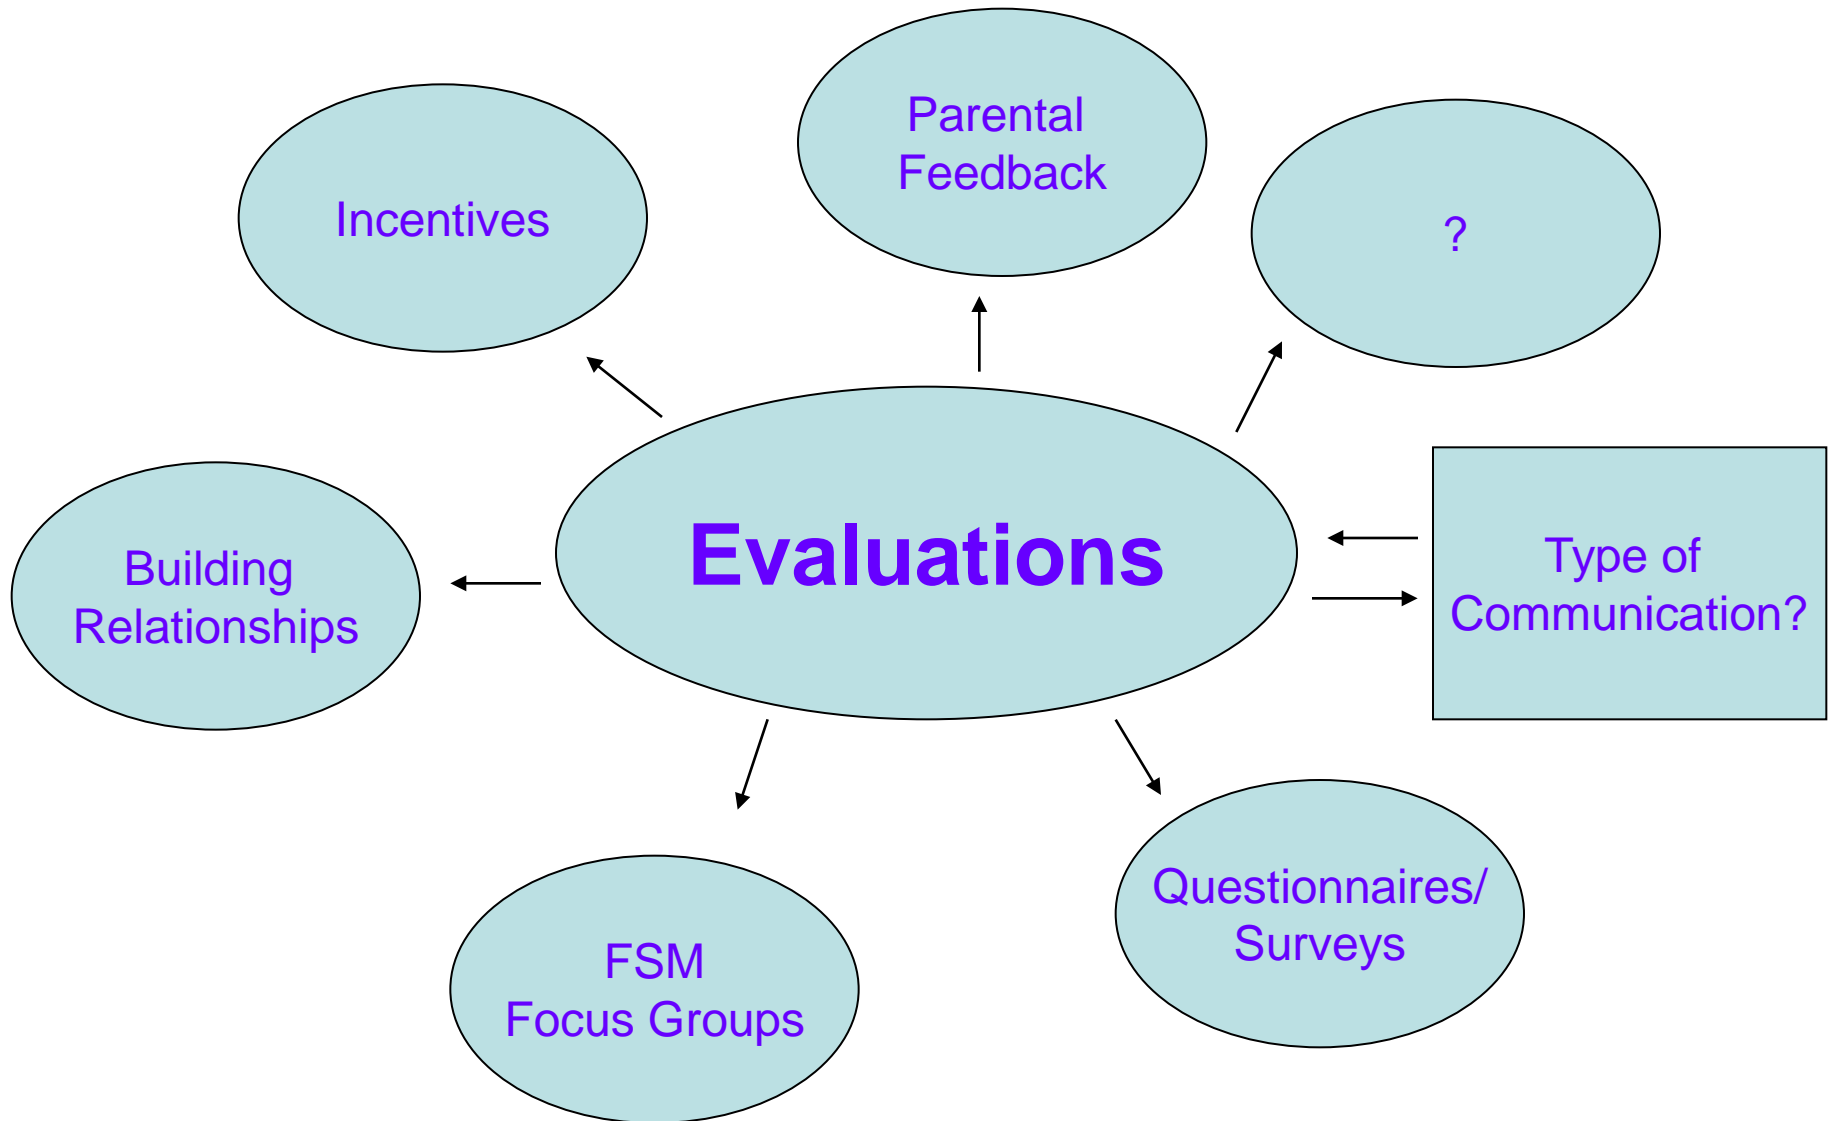 Parental
Feedback
Incentives
?
Evaluations
Type of
Communication?
Building
Relationships
Questionnaires/
Surveys
FSM
Focus Groups